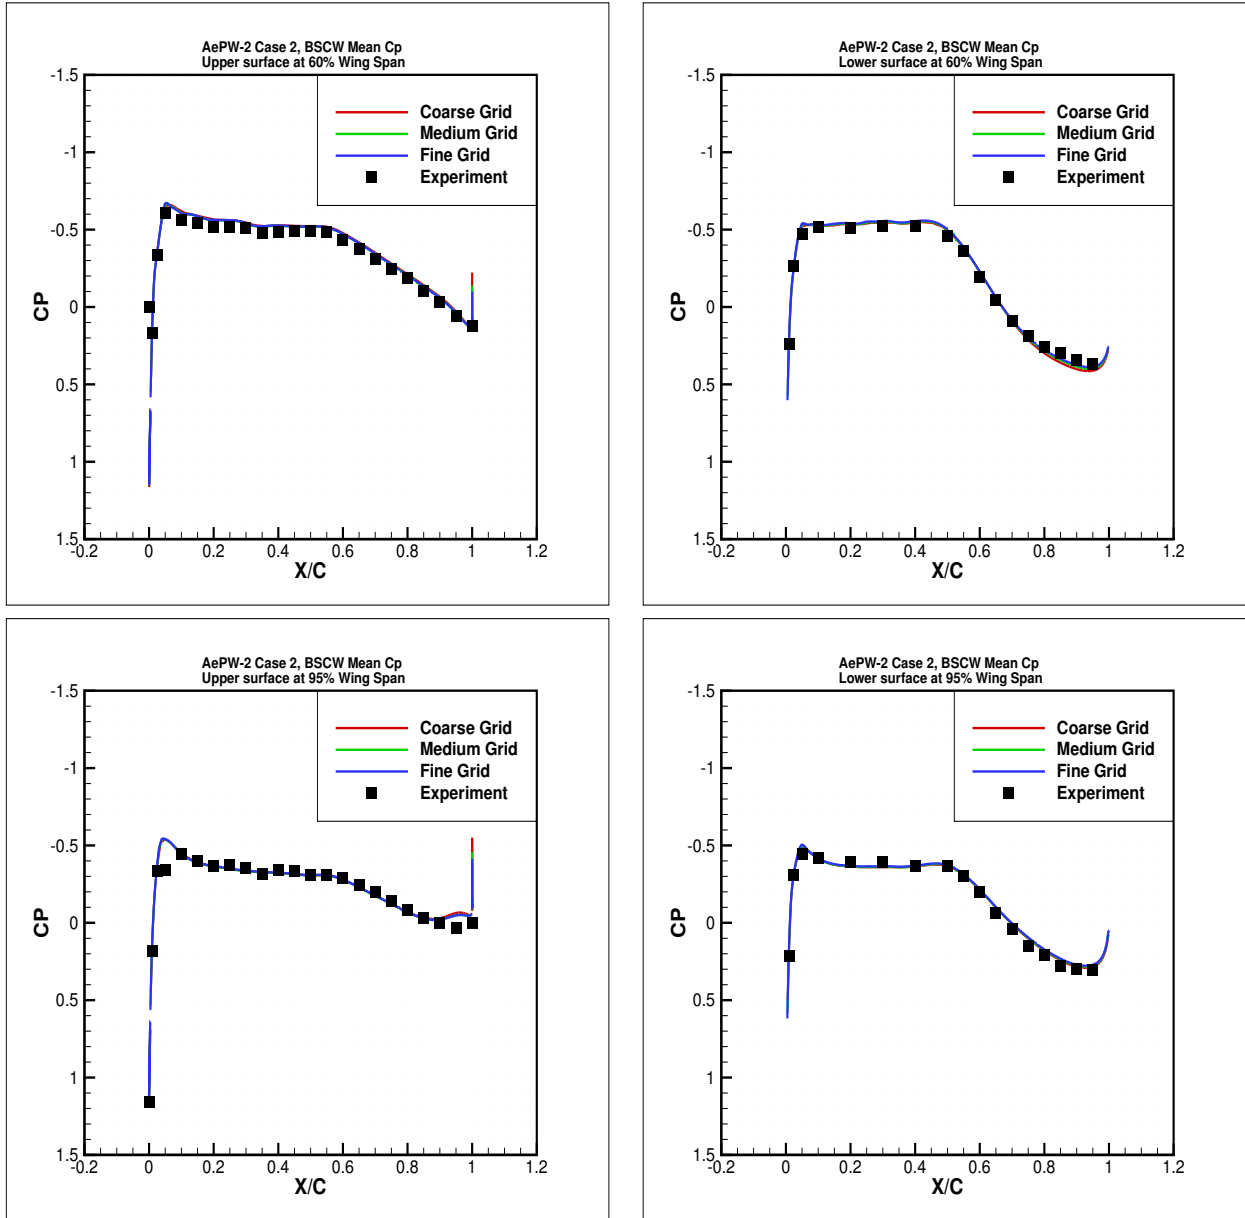 AePW-2 Case 2, BSCW Mean Cp
Upper surface at 60% Wing Span
-1.5
-1
-0.5
0
0.5
1
1.5
CP
Coarse Grid
Medium Grid
Fine Grid
Experiment
-0.2 0 0.2 0.4 0.6 0.8 1 1.2
X/C
AePW-2 Case 2, BSCW Mean Cp
Lower surface at 60% Wing Span
-1.5
-1
-0.5
0
0.5
1
1.5
CP
Coarse Grid
Medium Grid
Fine Grid
Experiment
-0.2 0 0.2 0.4 0.6 0.8 1 1.2
X/C
AePW-2 Case 2, BSCW Mean Cp
Upper surface at 95% Wing Span
-1.5
-1
-0.5
0
0.5
1
1.5
CP
Coarse Grid
Medium Grid
Fine Grid
Experiment
-0.2 0 0.2 0.4 0.6 0.8 1 1.2
X/C
AePW-2 Case 2, BSCW Mean Cp
Lower surface at 95% Wing Span
-1.5
-1
-0.5
0
0.5
1
1.5
CP
Coarse Grid
Medium Grid
Fine Grid
Experiment
-0.2 0 0.2 0.4 0.6 0.8 1 1.2
X/C